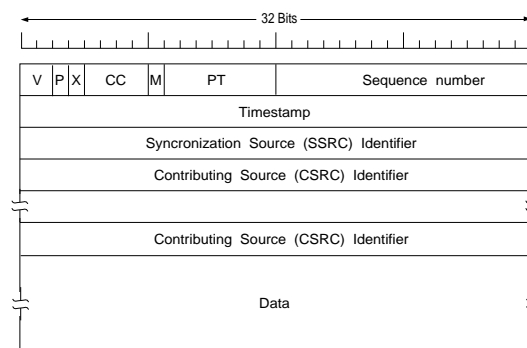 32 Bits
V P X CC M PT Sequence number
Timestamp
Syncronization Source (SSRC) Identifier
Contributing Source (CSRC) Identifier
Contributing Source (CSRC) Identifier
Data